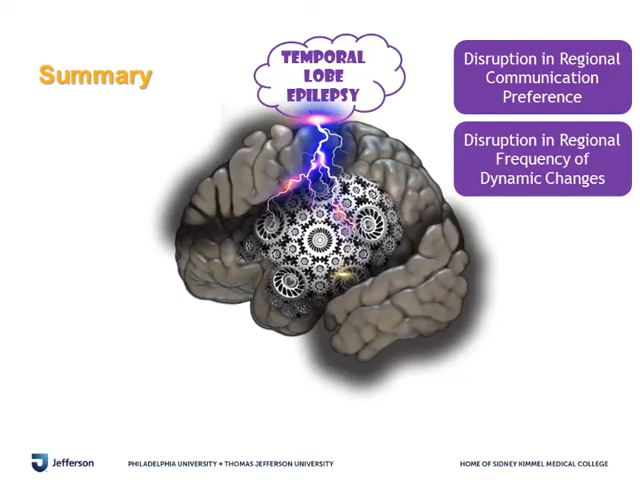 Summary
TEMPORAL
LOBE
EPILEPSY
Disruption in Regional
Communication
Preference
Disruption in Regional
Frequency of
Dynamic Changes
Jefferson
PHILADELPHIA UNIVERSITY + THOMAS JEFFERSON UNIVERSITY
HOME OF SIDNEY KIMMEL MEDICAL COLLEGE